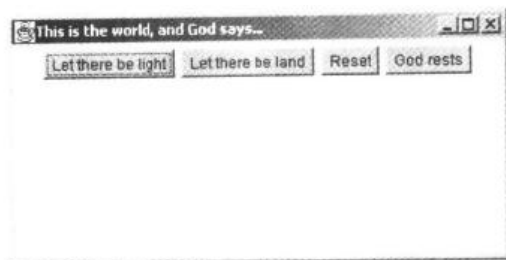 This is the world, and God says...
Let there be light Let there be land Reset God rests